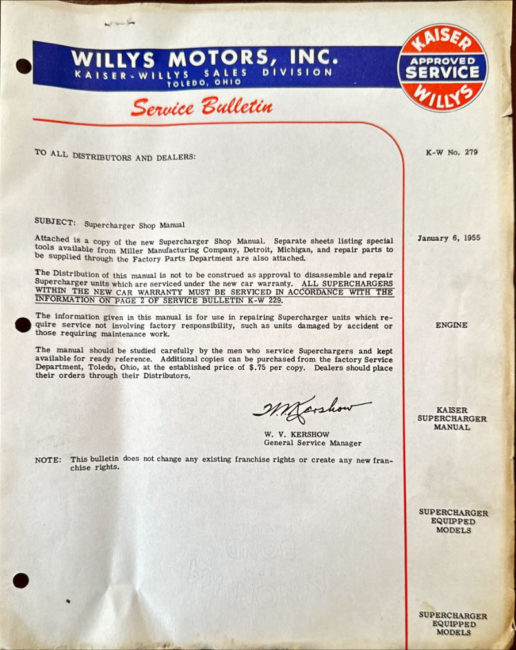 WILLYS MOTORS, INC.
KAISER-WILLYS SALES DIVISION
TOLEDO, OHIO
KAISER
APPROVED
SERVICE
WILLYS
Service Bulletin
TO ALL DISTRIBUTORS AND DEALERS:
K-W No. 279
SUBJECT: Supercharger Shop Manual
January 6, 1955
Attached is a copy of the new Supercharger Shop Manual. Separate sheets listing special
tools available from Miller Manufacturing Company, Detroit, Michigan, and repair parts to
be supplied through the Factory Parts Department are also attached.
The Distribution of this manual is not to be construed as approval to disassemble and repair
Supercharger units which are serviced under the new car warranty. ALL SUPERCHARGERS
WITHIN THE NEW CAR WARRANTY MUST BE SERVICED IN ACCORDANCE WITH THE
INFORMATION ON PAGE 2 OF SERVICE BULLETIN K-W 229.
The information given in this manual is for use in repairing Supercharger units which re-
quire service not involving factory responsibility, such as units damaged by accident or
those requiring maintenance work.
ENGINE
The manual should be studied carefully by the men who service Superchargers and kept
available for ready reference. Additional copies can be purchased from the factory Service
Department, Toledo, Ohio, at the established price of $.75 per copy. Dealers should place
their orders through their Distributors.
WVKershow
W. V. KERSHOW
General Service Manager
KAISER
SUPERCHARGER
MANUAL
NOTE: This bulletin does not change any existing franchise rights or create any new fran-
chise rights.
SUPERCHARGER
EQUIPPED
MODELS
SUPERCHARGER
EQUIPPED
MODELS